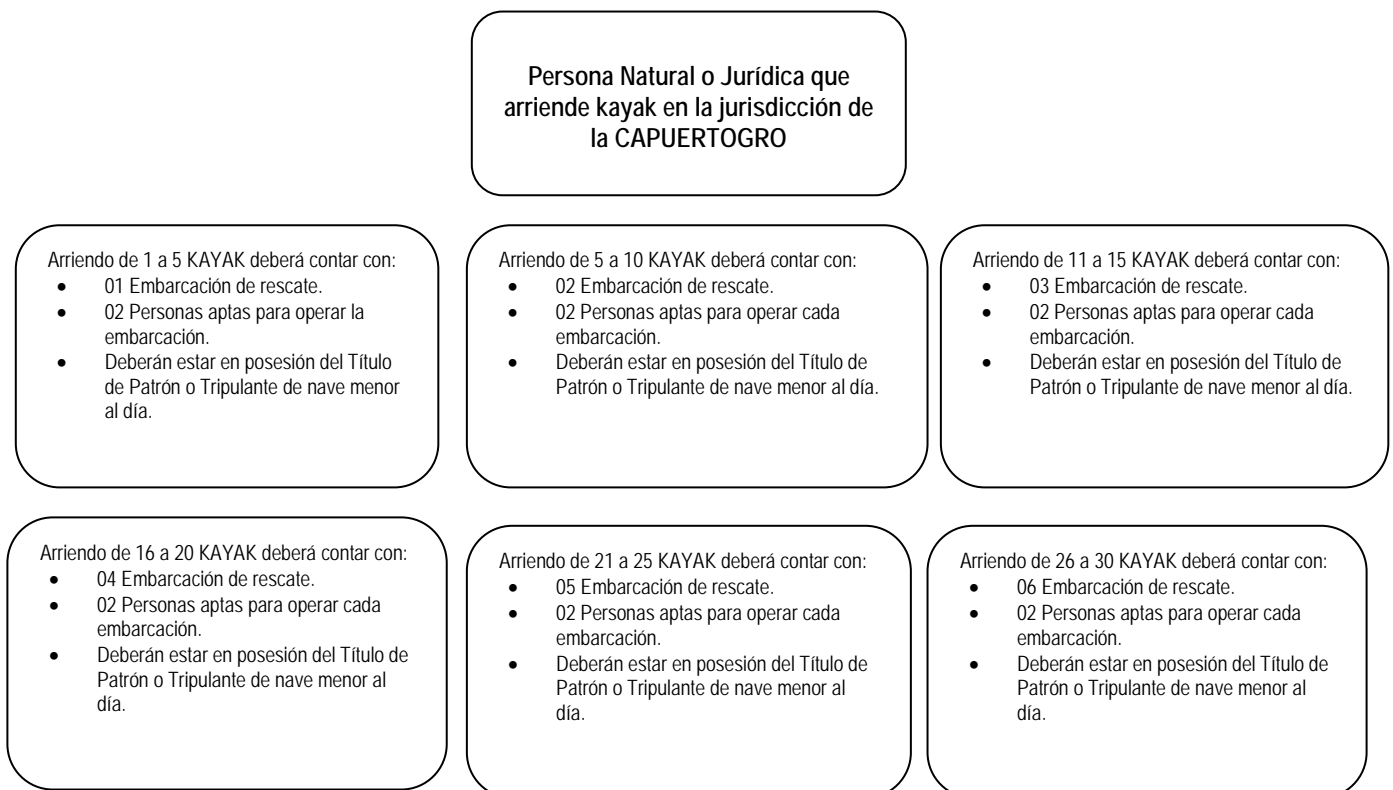 Persona Natural o Jurídica que
arriende kayak en la jurisdicción de
la CAPUERTOGRO
Arriendo de 1 a 5 KAYAK deberá contar con:
• 01 Embarcación de rescate.
• 02 Personas aptas para operar la
embarcación.
• Deberán estar en posesión del Título
de Patrón o Tripulante de nave menor
al día.
Arriendo de 5 a 10 KAYAK deberá contar con:
• 02 Embarcación de rescate.
• 02 Personas aptas para operar cada
embarcación.
• Deberán estar en posesión del Título de
Patrón o Tripulante de nave menor al día.
Arriendo de 11 a 15 KAYAK deberá contar con:
• 03 Embarcación de rescate.
• 02 Personas aptas para operar cada
embarcación.
• Deberán estar en posesión del Título de
Patrón o Tripulante de nave menor al día.
Arriendo de 16 a 20 KAYAK deberá contar con:
• 04 Embarcación de rescate.
• 02 Personas aptas para operar cada
embarcación.
• Deberán estar en posesión del Título de
Patrón o Tripulante de nave menor al
día.
Arriendo de 21 a 25 KAYAK deberá contar con:
• 05 Embarcación de rescate.
• 02 Personas aptas para operar cada
embarcación.
• Deberán estar en posesión del Título de
Patrón o Tripulante de nave menor al
día.
Arriendo de 26 a 30 KAYAK deberá contar con:
• 06 Embarcación de rescate.
• 02 Personas aptas para operar cada
embarcación.
• Deberán estar en posesión del Título de
Patrón o Tripulante de nave menor al
día.